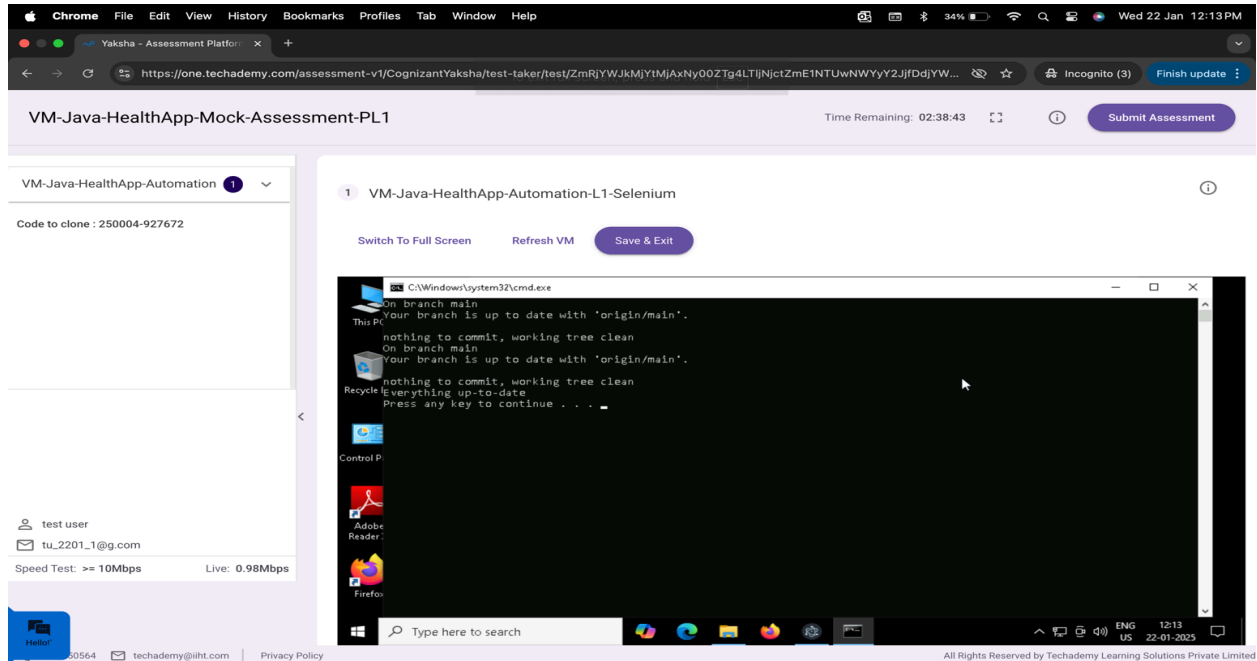 Chrome File Edit View History Bookmarks Profiles Tab Window Help 34% Wed 22 Jan 12:13 PM
Yaksha - Assessment Platform
https://one.techademy.com/assessment-v1/CognizantYaksha/test-taker/test/ Incognito (3) Finish update
VM-Java-HealthApp-Mock-Assessment-PL1 Time Remaining: 02:38:43 Submit Assessment
VM-Java-HealthApp-Automation 1
Code to clone : 250004-927672
test user
tu_2201_1@g.com
Speed Test: >= 10Mbps Live: 0.98Mbps
1 VM-Java-HealthApp-Automation-L1-Selenium
Switch To Full Screen Refresh VM Save & Exit
C:\Windows\system32\cmd.exe
On branch main
Your branch is up to date with 'origin/main'.
nothing to commit, working tree clean
On branch main
Your branch is up to date with 'origin/main'.
nothing to commit, working tree clean
Everything up-to-date
Press any key to continue . . .
This PC
Recycle
Control P
Adobe
Reader
Firefox
Type here to search ENG 12:13
US 22-01-2025
Hello!
50564 techademy@iiht.com Privacy Policy All Rights Reserved by Techademy Learning Solutions Private Limited